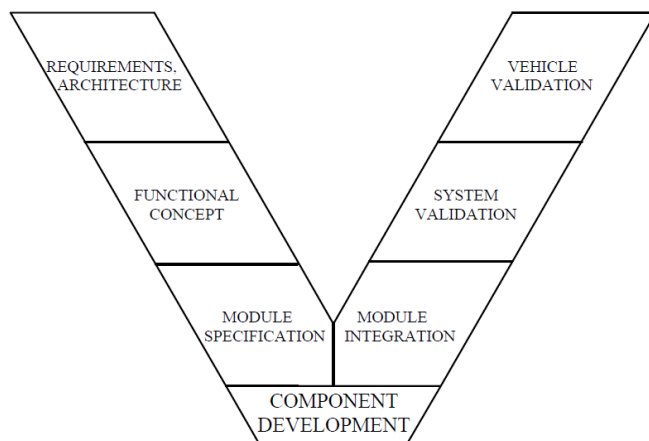 REQUIREMENTS,
ARCHITECTURE
VEHICLE
VALIDATION
FUNCTIONAL
CONCEPT
SYSTEM
VALIDATION
MODULE
SPECIFICATION
MODULE
INTEGRATION
COMPONENT
DEVELOPMENT